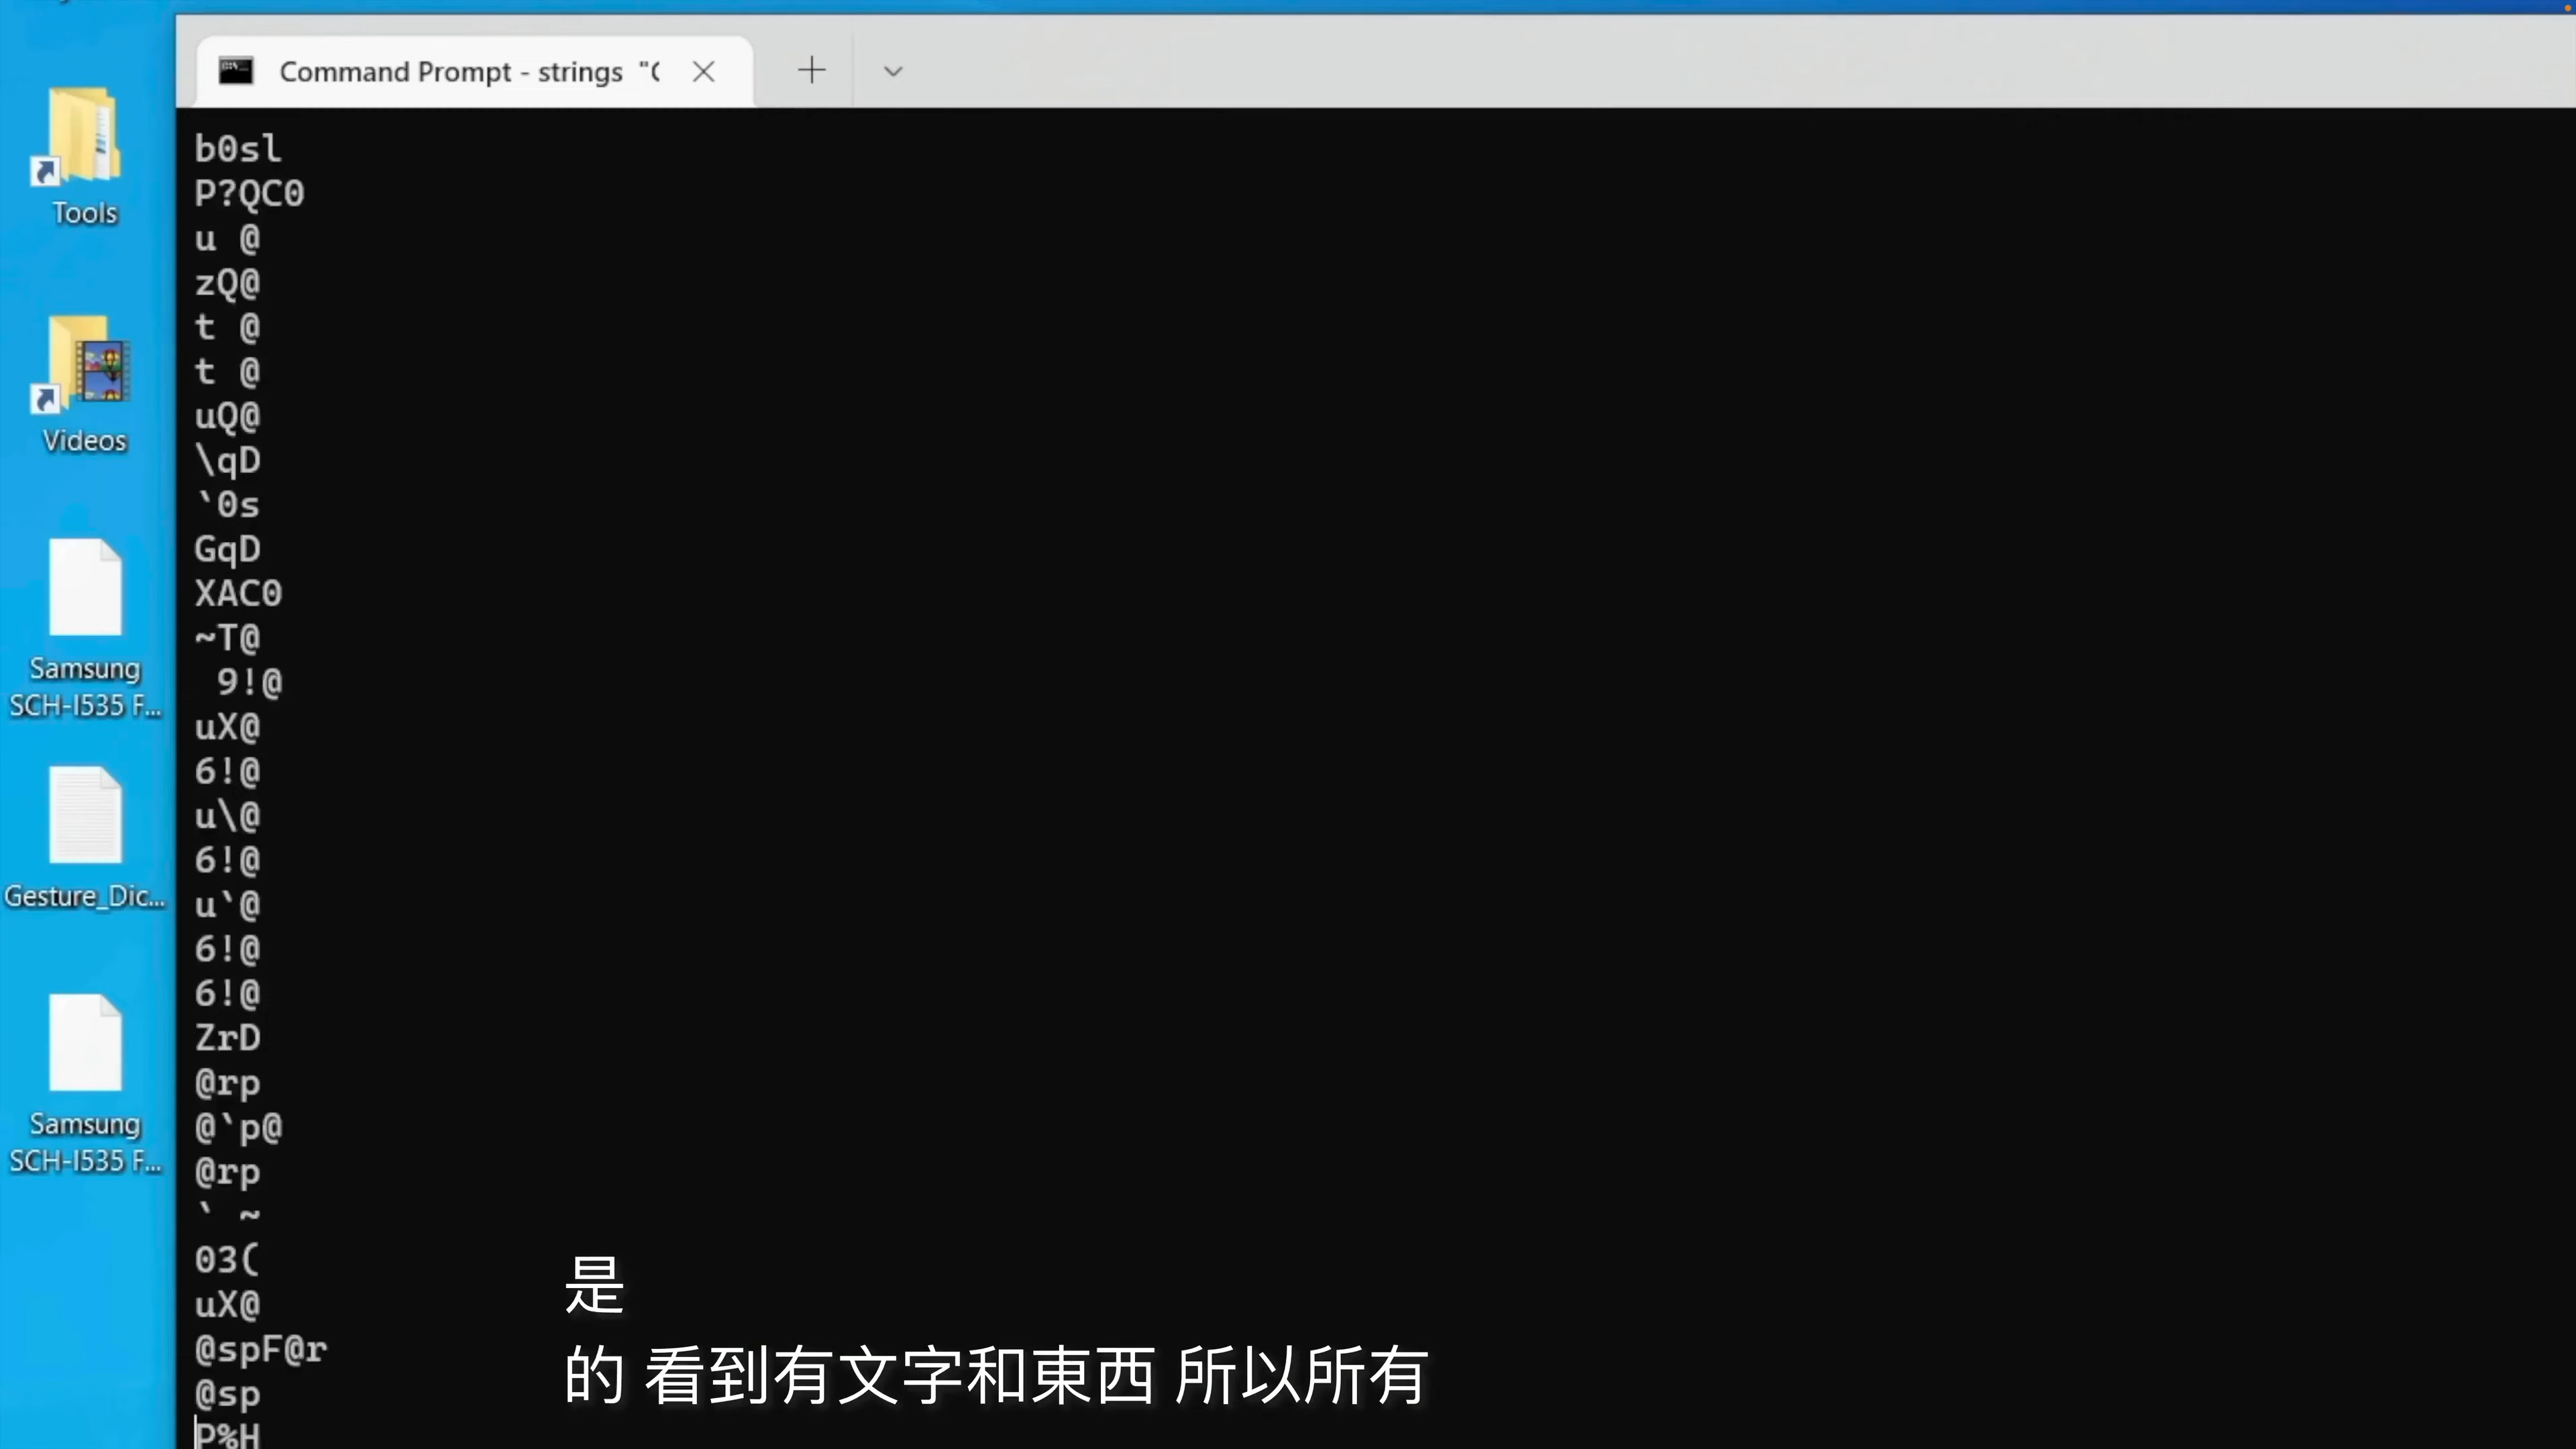 Command Prompt - strings "C
Tools
Videos
Samsung
SCH-I535 F...
Gesture_Dic...
Samsung
SCH-I535 F...
b0sl
P?QC0
u @
zQ@
t @
t @
uQ@
\qD
`0s
GqD
XAC0
~T@
 9!@
uX@
6!@
u\@
6!@
u`@
6!@
6!@
ZrD
@rp
@`p@
@rp
` ~
03(
uX@
@spF@r
@sp
P%H
是
的 看到有文字和東西 所以所有